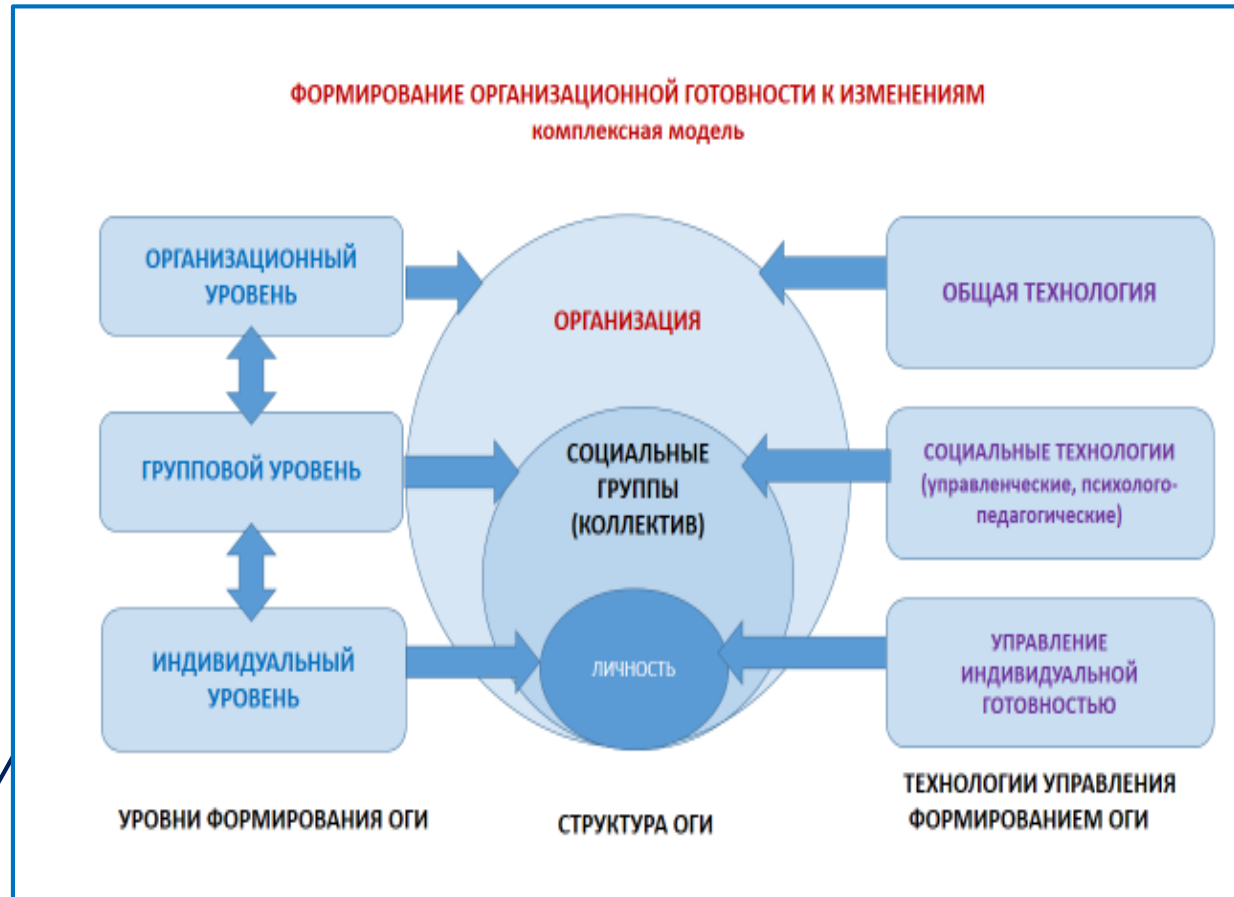 ФОРМИРОВАНИЕ ОРГАНИЗАЦИОННОЙ ГОТОВНОСТИ К ИЗМЕНЕНИЯМ
комплексная модель
ОРГАНИЗАЦИОННЫЙ
УРОВЕНЬ
ГРУППОВОЙ УРОВЕНЬ
ИНДИВИДУАЛЬНЫЙ
УРОВЕНЬ
УРОВНИ ФОРМИРОВАНИЯ ОГИ
ОРГАНИЗАЦИЯ
СОЦИАЛЬНЫЕ
ГРУППЫ
(КОЛЛЕКТИВ)
ЛИЧНОСТЬ
СТРУКТУРА ОГИ
ОБЩАЯ ТЕХНОЛОГИЯ
СОЦИАЛЬНЫЕ ТЕХНОЛОГИИ
(управленческие, психолого-
педагогические)
УПРАВЛЕНИЕ
ИНДИВИДУАЛЬНОЙ
ГОТОВНОСТЬЮ
ТЕХНОЛОГИИ УПРАВЛЕНИЯ
ФОРМИРОВАНИЕМ ОГИ